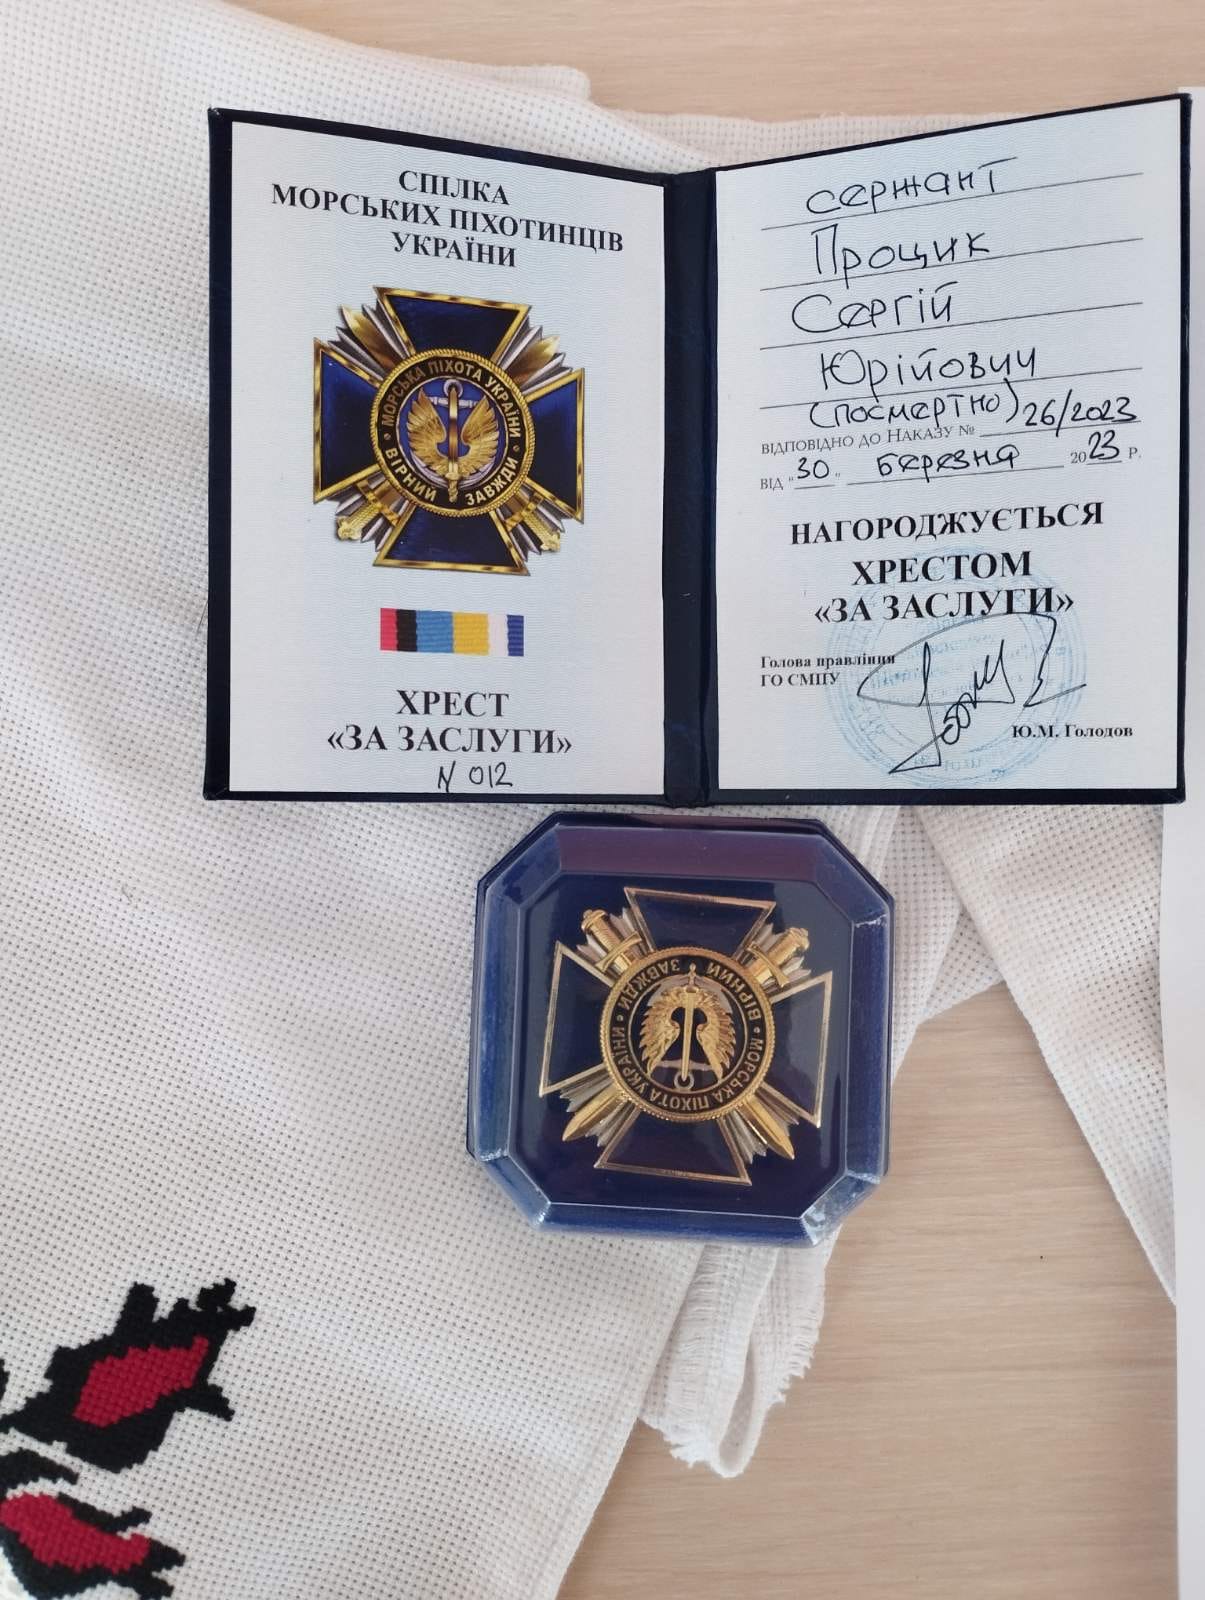 СПІЛКА
МОРСЬКИХ ПІХОТИНЦІВ
УКРАЇНИ
МОРСЬКА ПІХОТА УКРАЇНИ
ВІРНИЙ ЗАВЖДИ
ХРЕСТ
«ЗА ЗАСЛУГИ»
N 012
сержант
Процик
Сергій
Юрійович
(посмертно)
ВІДПОВІДНО ДО НАКАЗУ № 26/2023
ВІД "30" березня 2023 Р.
НАГОРОДЖУЄТЬСЯ
ХРЕСТОМ
«ЗА ЗАСЛУГИ»
Голова правління
ГО СМПУ
Ю.М. Голодов
МОРСЬКА ПІХОТА УКРАЇНИ
ВІРНИЙ ЗАВЖДИ